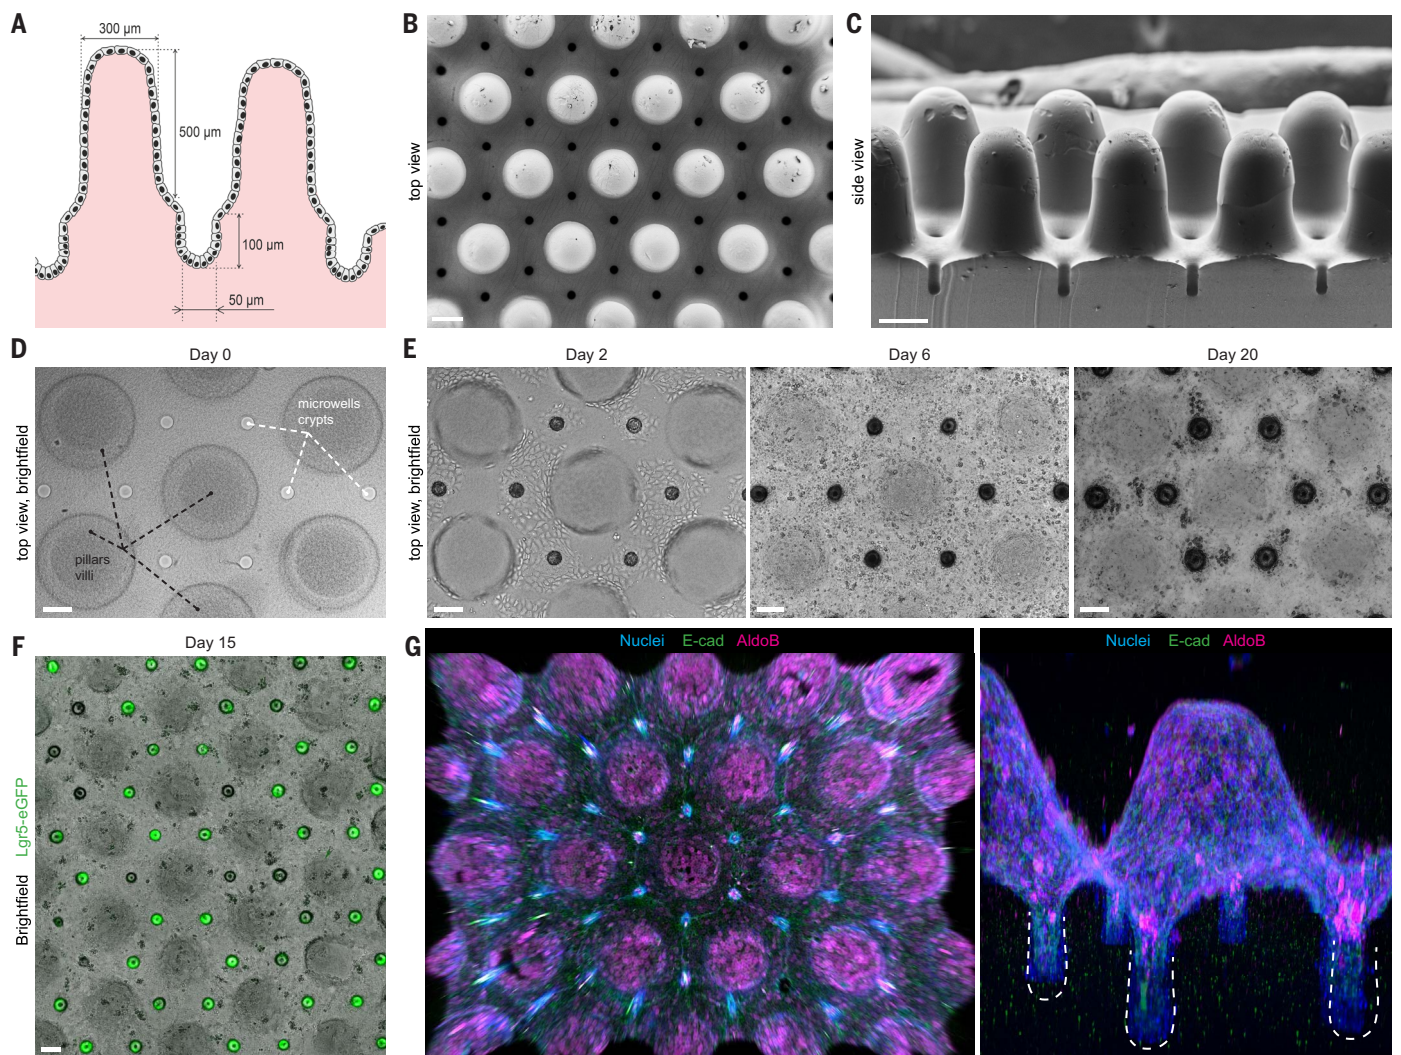 A
300 µm
500 µm
100 µm
50 µm
B
top view
C
side view
D
Day 0
top view, brightfield
microwells
crypts
pillars
villi
E
Day 2
Day 6
Day 20
top view, brightfield
F
Day 15
Brightfield Lgr5-eGFP
G
Nuclei E-cad AldoB
Nuclei E-cad AldoB